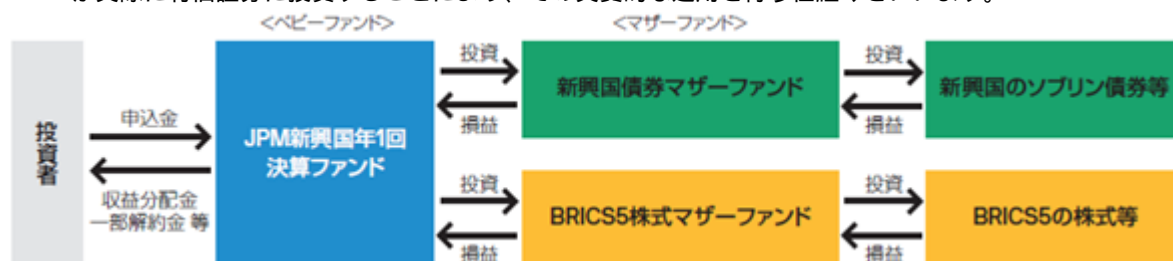 <ベビーファンド>
<マザーファンド>
投資者
申込金
収益分配金
一部解約金 等
JPM新興国年1回
決算ファンド
投資
損益
新興国債券マザーファンド
投資
損益
新興国のソブリン債券等
投資
損益
BRICS5株式マザーファンド
投資
損益
BRICS5の株式等